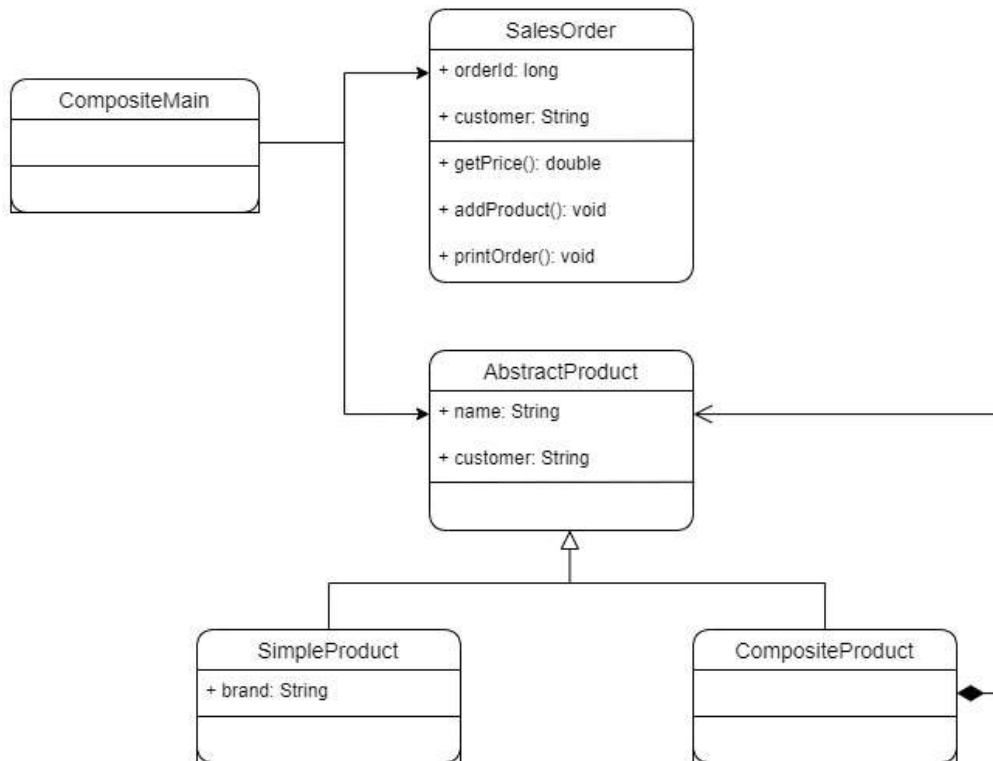 SalesOrder
+ orderId: long
+ customer: String
+ getPrice(): double
+ addProduct(): void
+ printOrder(): void
CompositeMain
AbstractProduct
+ name: String
+ customer: String
SimpleProduct
+ brand: String
CompositeProduct